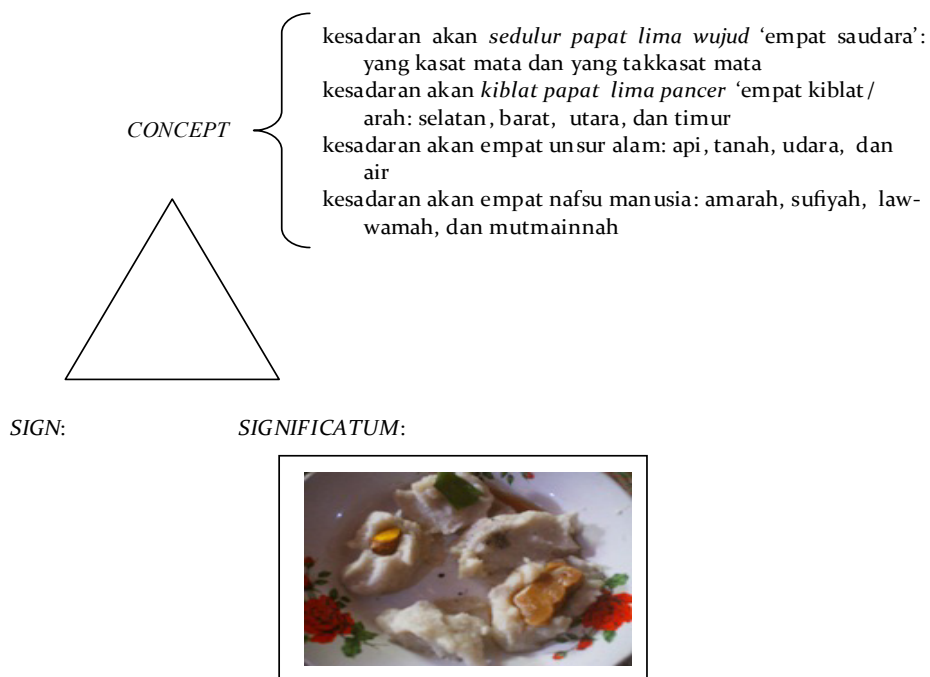 kesadaran akan sedulur papat lima wujud ‘empat saudara’:
yang kasat mata dan yang takkasat mata
kesadaran akan kiblat papat lima pancer ‘empat kiblat/
arah: selatan, barat, utara, dan timur
CONCEPT
kesadaran akan empat unsur alam: api, tanah, udara, dan
air
kesadaran akan empat nafsu manusia: amarah, sufiyah, law-
wamah, dan mutmainnah
SIGN:
SIGNIFICATUM: